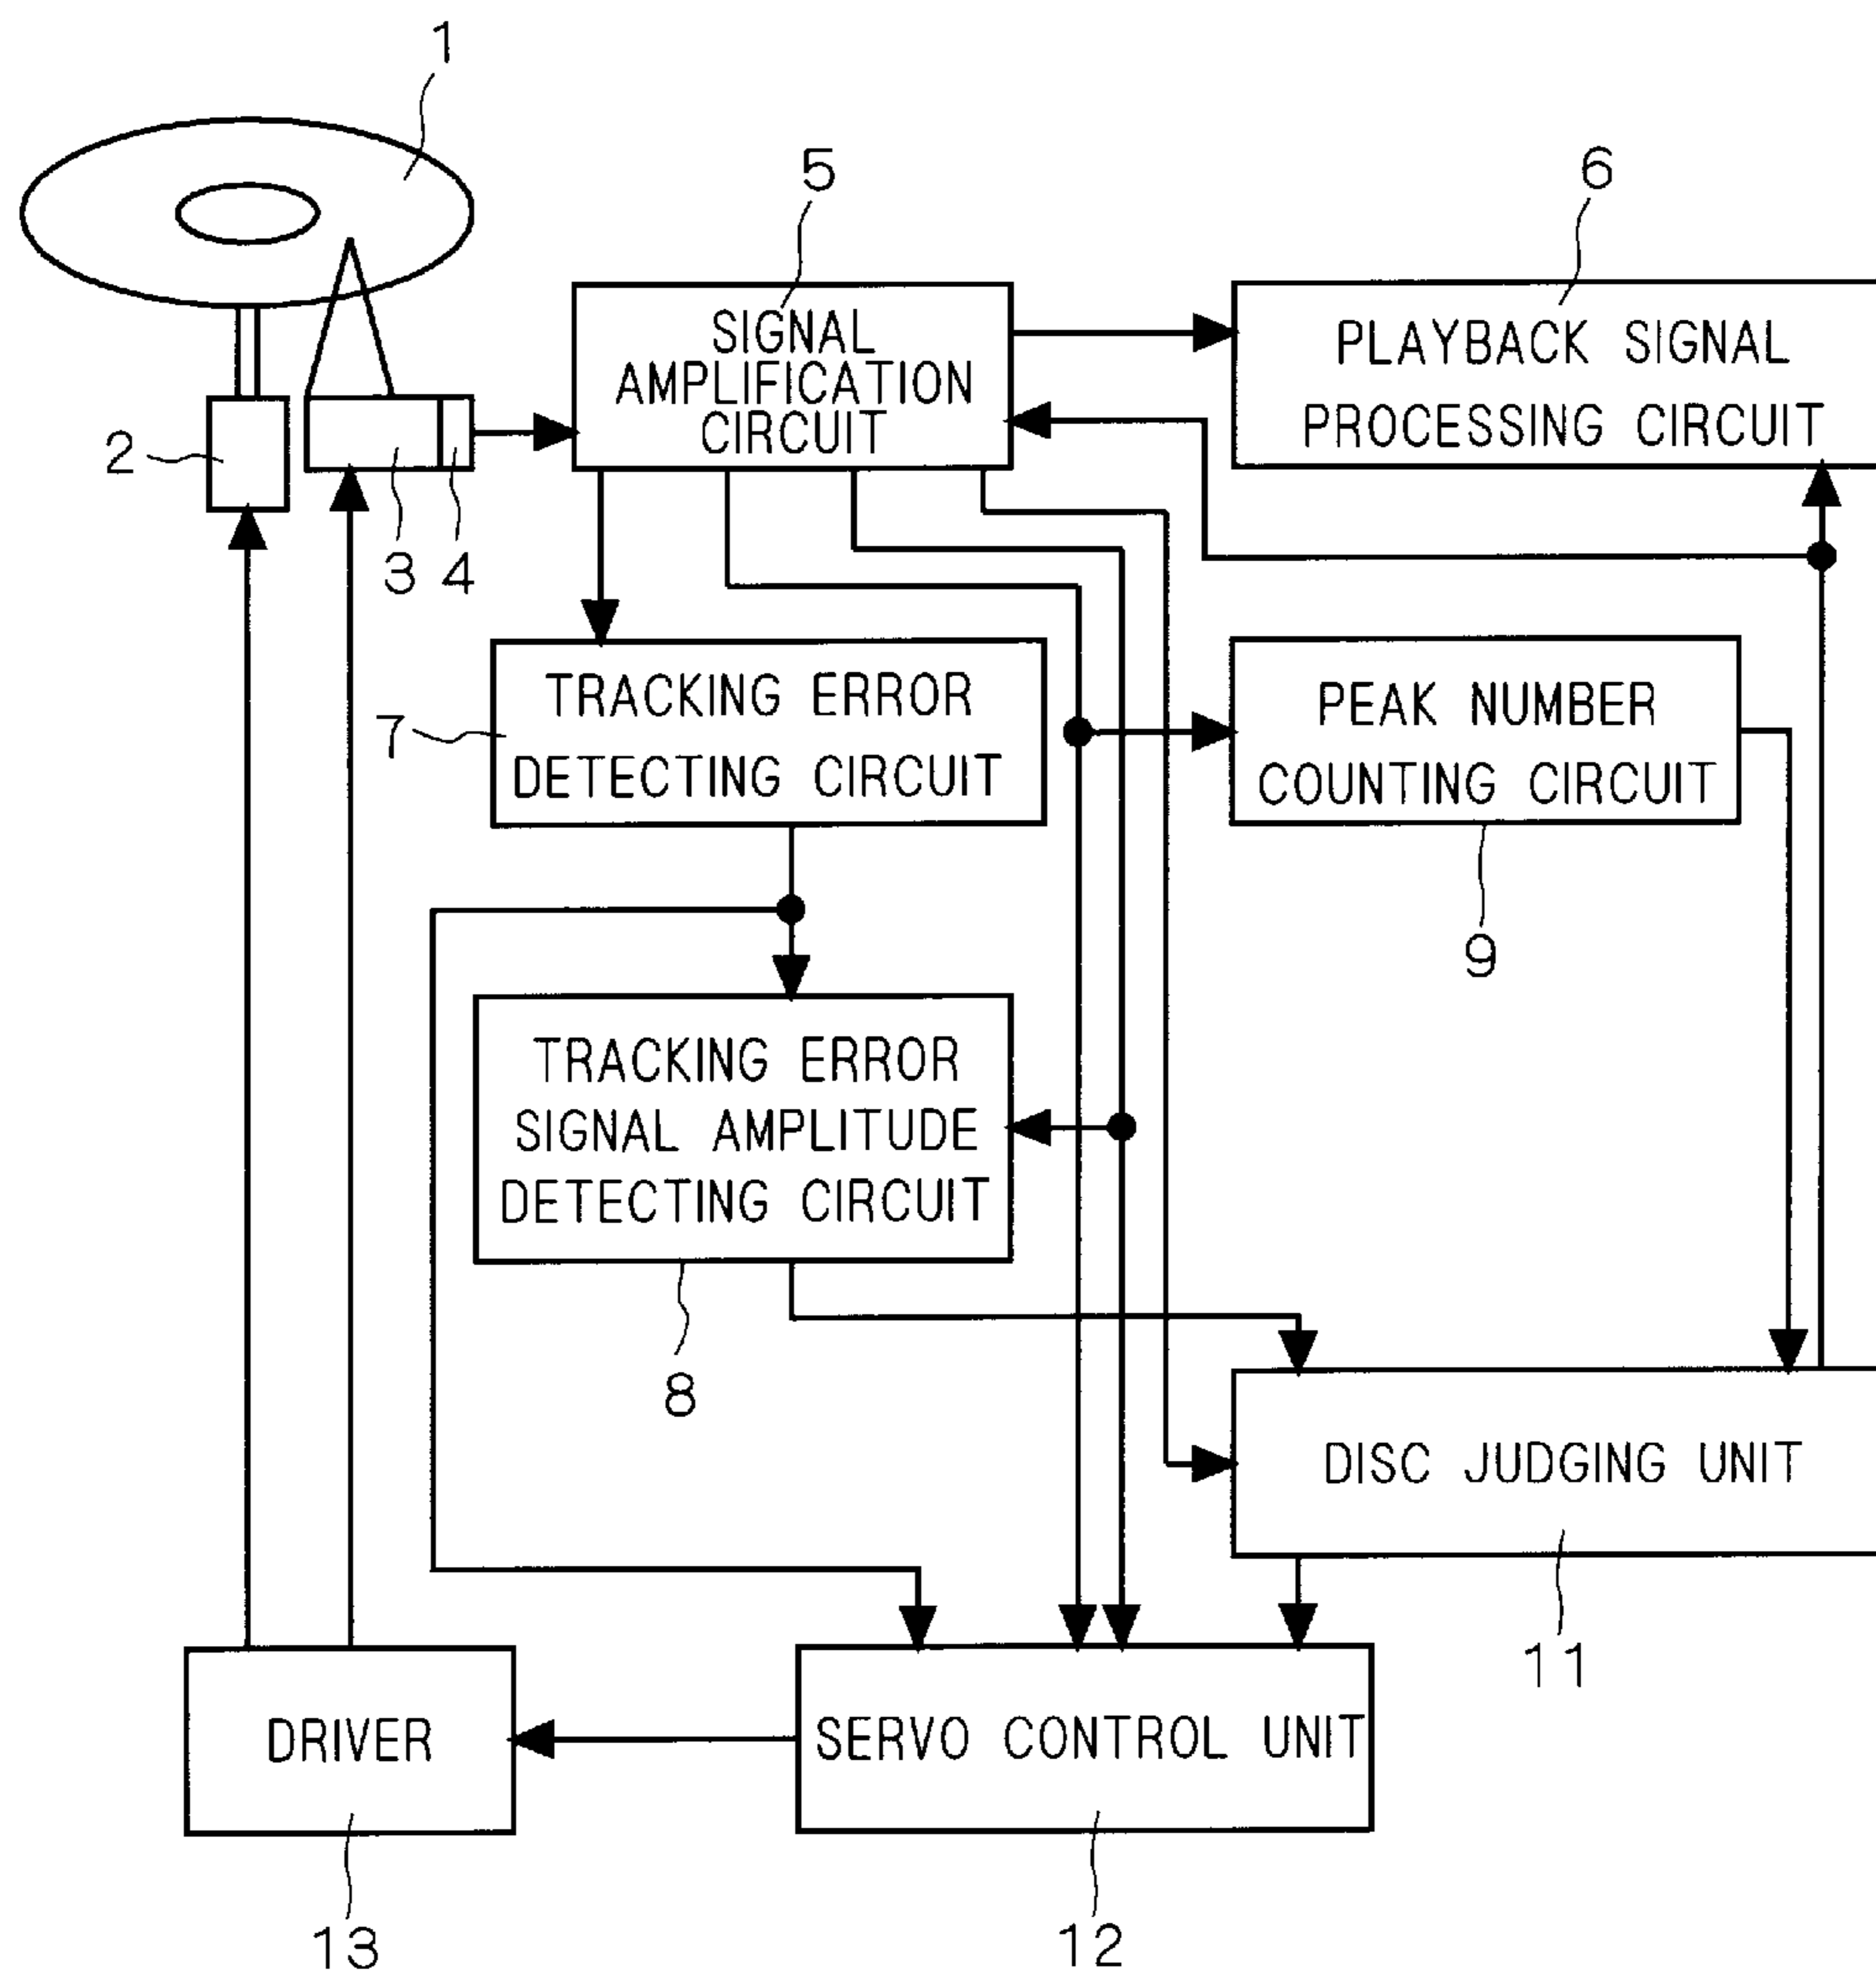 1
5
6
SIGNAL
AMPLIFICATION
CIRCUIT
PLAYBACK SIGNAL
PROCESSING CIRCUIT
2
3
4
TRACKING ERROR
DETECTING CIRCUIT
7
PEAK NUMBER
COUNTING CIRCUIT
9
TRACKING ERROR
SIGNAL AMPLITUDE
DETECTING CIRCUIT
8
DISC JUDGING UNIT
11
DRIVER
SERVO CONTROL UNIT
13
12